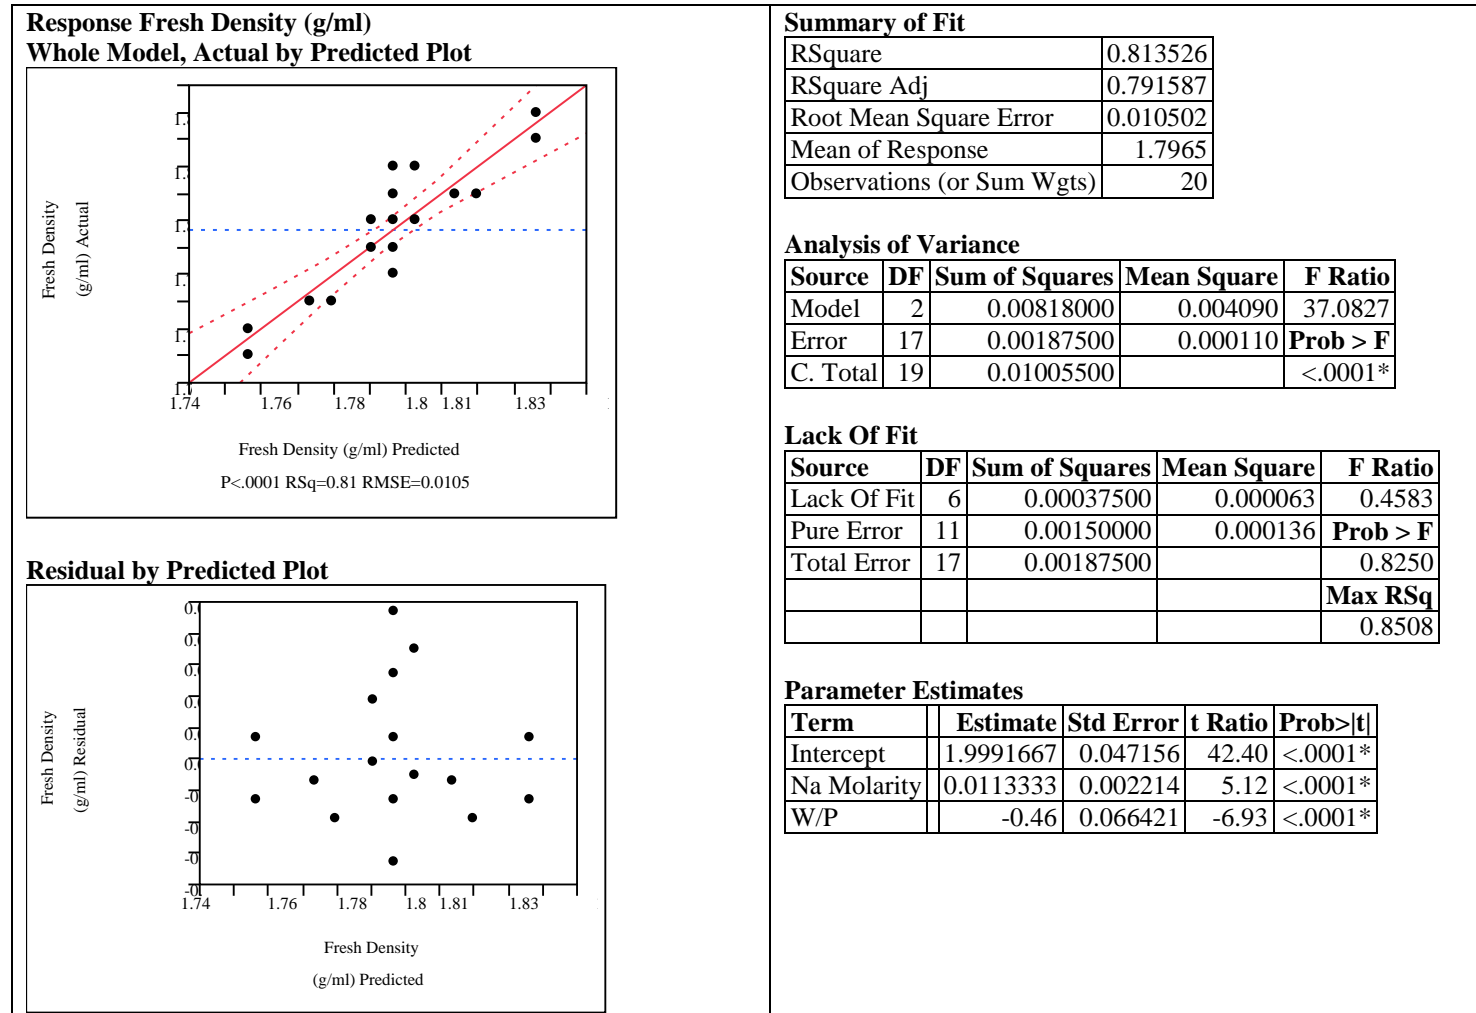 Response Fresh Density (g/ml)
Whole Model, Actual by Predicted Plot
Fresh Density
(g/ml) Actual
1.74 1.76 1.78 1.8 1.81 1.83
Fresh Density (g/ml) Predicted
P<.0001 RSq=0.81 RMSE=0.0105
Residual by Predicted Plot
Fresh Density
(g/ml) Residual
1.74 1.76 1.78 1.8 1.81 1.83
Fresh Density
(g/ml) Predicted
Summary of Fit
RSquare 0.813526
RSquare Adj 0.791587
Root Mean Square Error 0.010502
Mean of Response 1.7965
Observations (or Sum Wgts) 20
Analysis of Variance
Source DF Sum of Squares Mean Square F Ratio
Model 2 0.00818000 0.004090 37.0827
Error 17 0.00187500 0.000110 Prob > F
C. Total 19 0.01005500 <.0001*
Lack Of Fit
Source DF Sum of Squares Mean Square F Ratio
Lack Of Fit 6 0.00037500 0.000063 0.4583
Pure Error 11 0.00150000 0.000136 Prob > F
Total Error 17 0.00187500 0.8250
Max RSq
0.8508
Parameter Estimates
Term Estimate Std Error t Ratio Prob>|t|
Intercept 1.9991667 0.047156 42.40 <.0001*
Na Molarity 0.0113333 0.002214 5.12 <.0001*
W/P -0.46 0.066421 -6.93 <.0001*